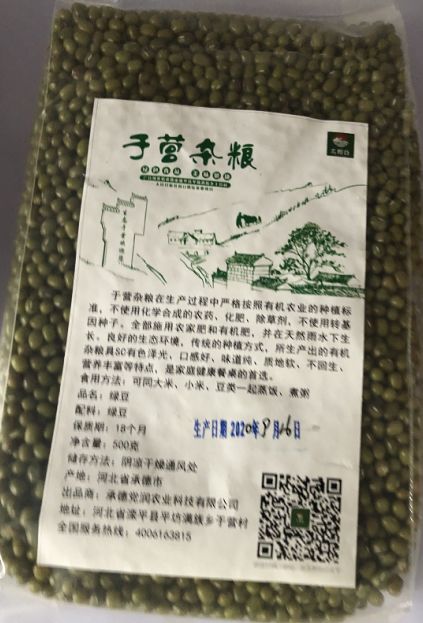 于营杂粮
于营杂粮在生产过程中严格按照有机农业的种植标
准，不使用化学合成的农药、化肥、除草剂，不使用转基
因种子。全部施用农家肥和有机肥，并在天然雨水下生
长。良好的生态环境，传统的种植方式，所生产出的有机
杂粮具SC有色泽光、口感好、味道纯、质地软、不回生、
营养丰富等特点，是家庭健康餐桌的首选。
食用方法：可同大米、小米、豆类一起蒸饭、煮粥
品名：绿豆
配料：绿豆
保质期：18个月
生产日期 2020年9月16日
净含量：500克
储存方法：阴凉干燥通风处
产地：河北省承德市
出品商：承德党润农业科技有限公司
地址：河北省滦平县平坊满族乡于营村
全国服务热线：4006163815